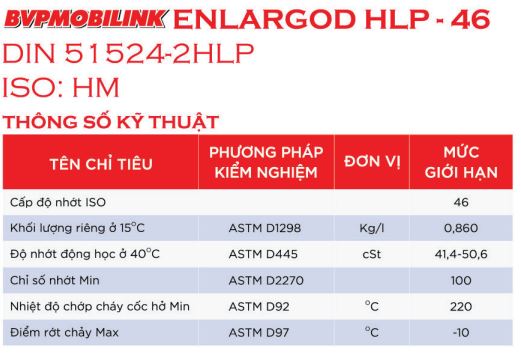 BVPMOBILINK ENLARGOD HLP - 46
DIN 51524-2HLP
ISO: HM
THÔNG SỐ KỸ THUẬT
TÊN CHỈ TIÊU PHƯƠNG PHÁP KIỂM NGHIỆM ĐƠN VỊ MỨC GIỚI HẠN
Cấp độ nhớt ISO 46
Khối lượng riêng ở 15°C ASTM D1298 Kg/l 0,860
Độ nhớt động học ở 40°C ASTM D445 cSt 41,4-50,6
Chỉ số nhớt Min ASTM D2270 100
Nhiệt độ chớp cháy cốc hở Min ASTM D92 °C 220
Điểm rớt chảy Max ASTM D97 °C -10